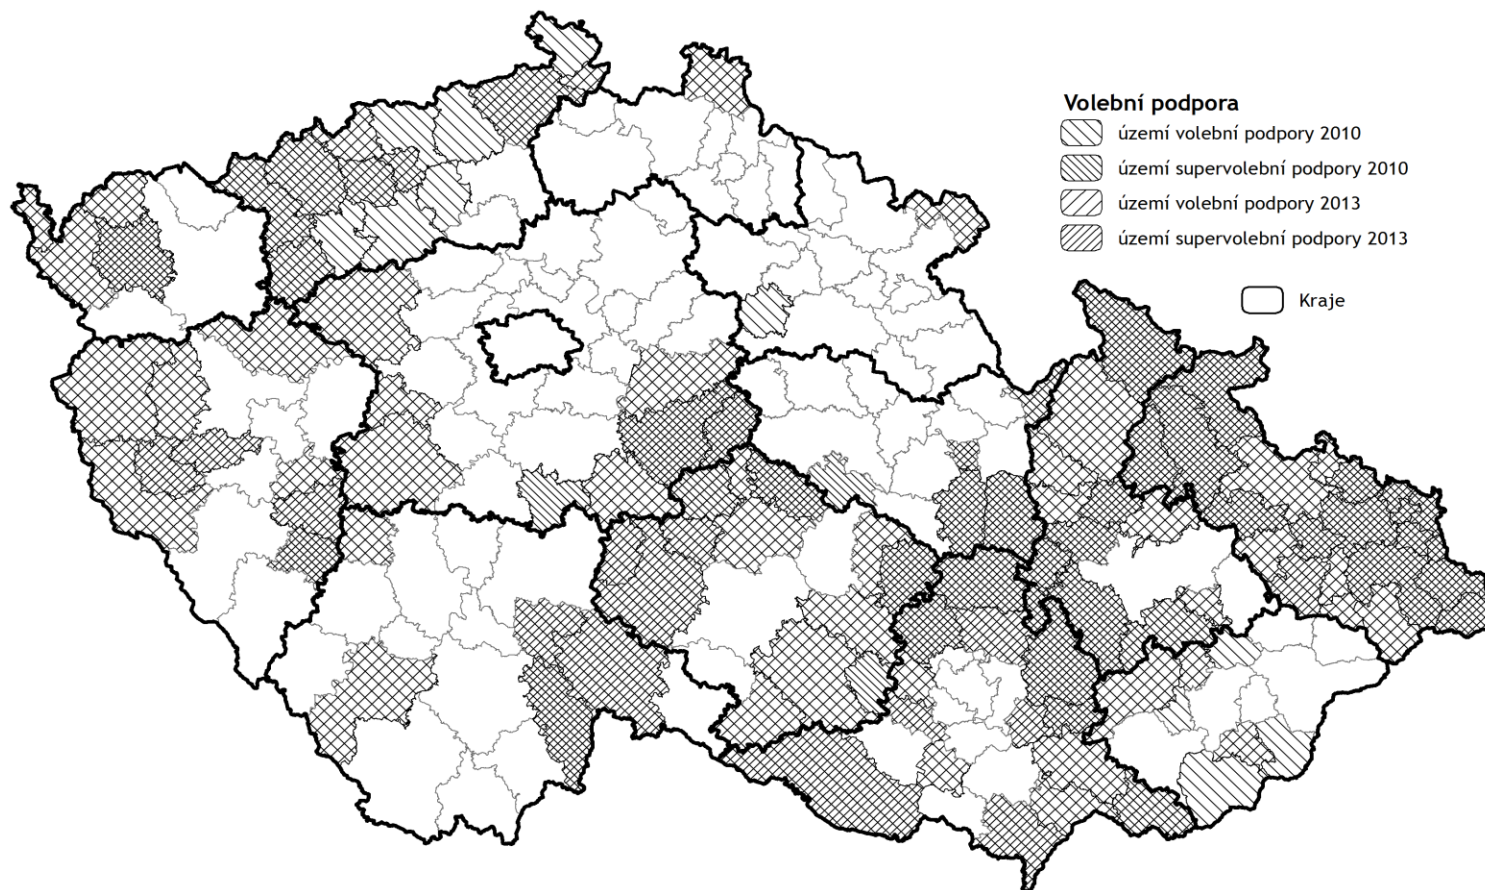 Volební podpora
území volební podpory 2010
území supervolební podpory 2010
území volební podpory 2013
území supervolební podpory 2013
Kraje